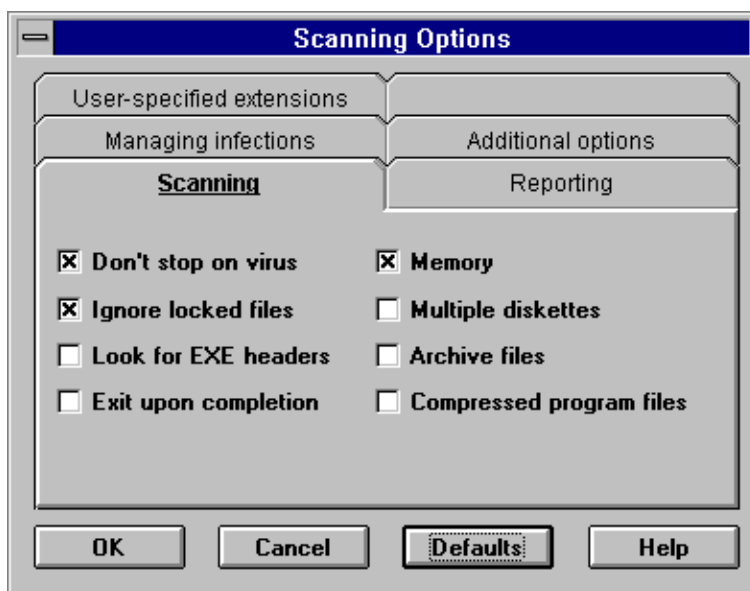 Scanning Options
User-specified extensions
Managing infections
Additional options
Scanning
Reporting
Don't stop on virus
Memory
Ignore locked files
Multiple diskettes
Look for EXE headers
Archive files
Exit upon completion
Compressed program files
OK
Cancel
Defaults
Help